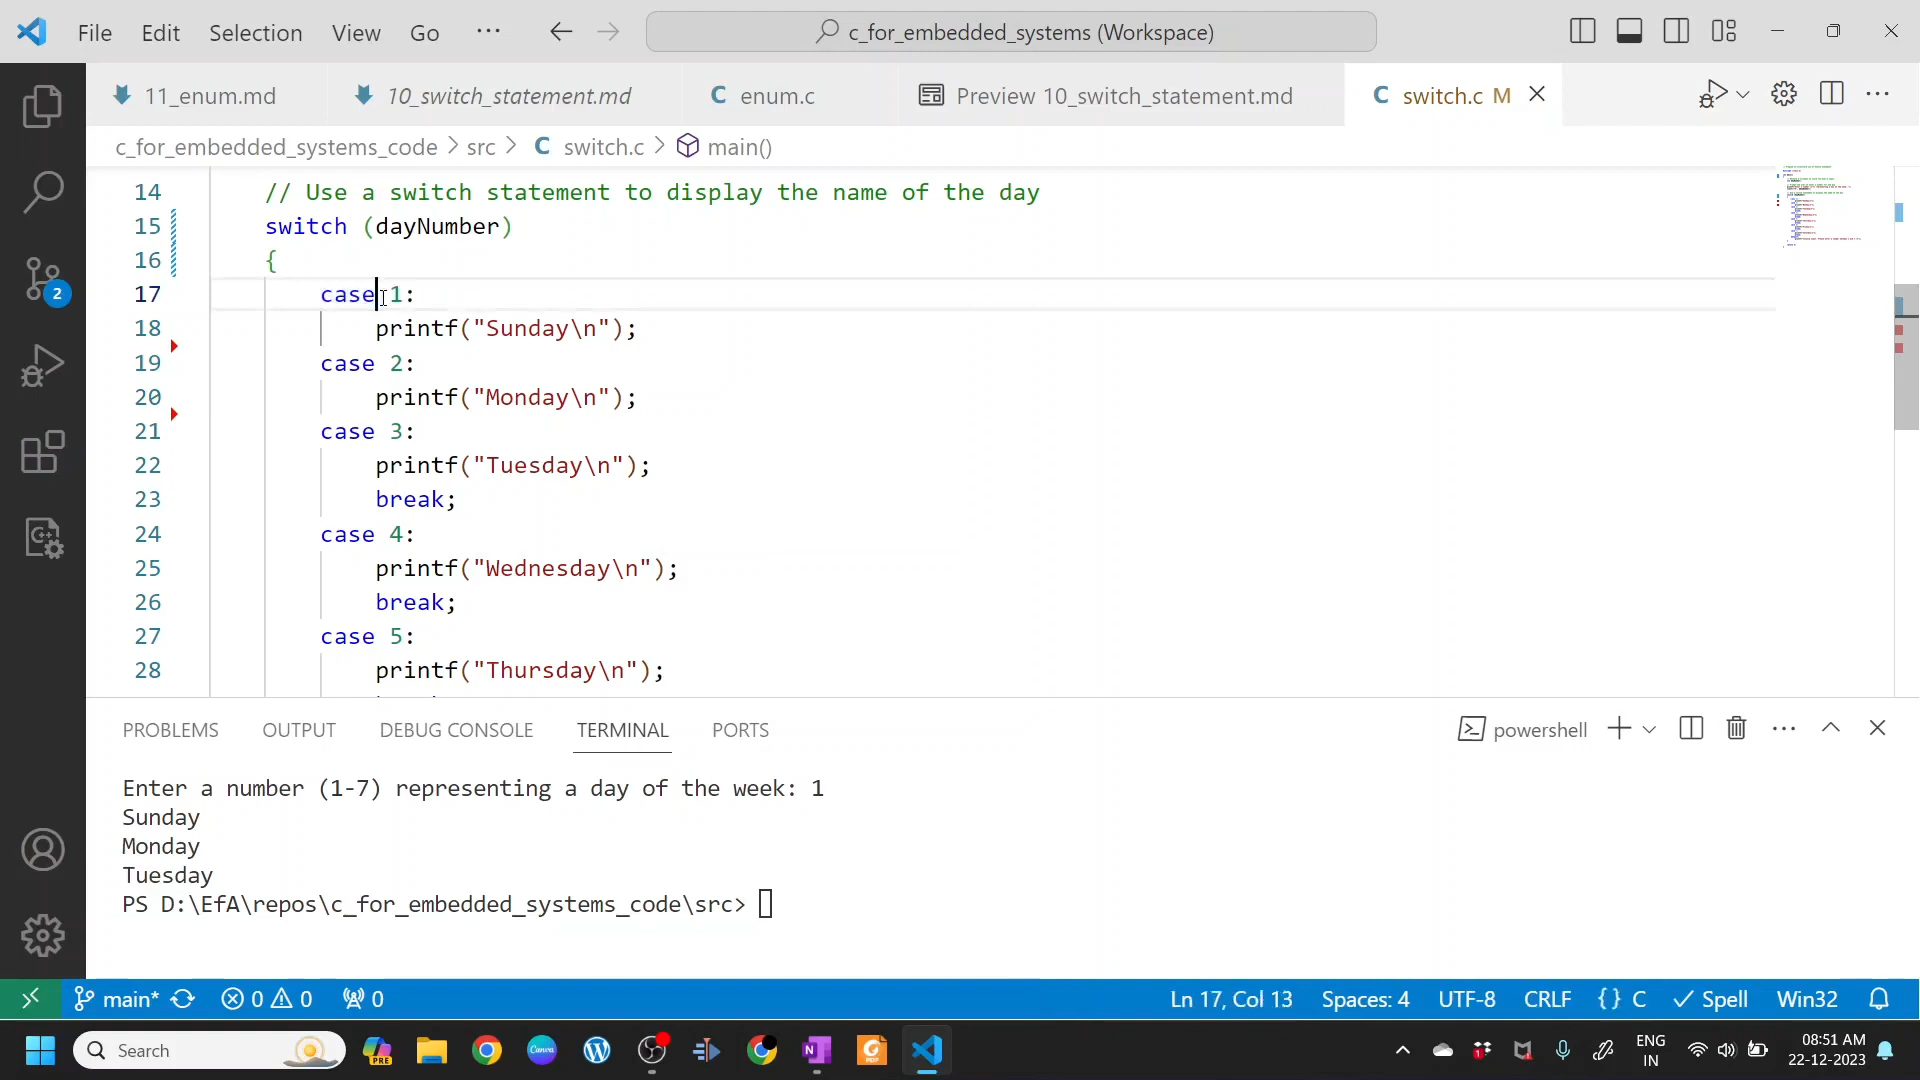 File Edit Selection View Go ··· c_for_embedded_systems (Workspace)
11_enum.md 10_switch_statement.md C enum.c Preview 10_switch_statement.md C switch.c M
c_for_embedded_systems_code > src > C switch.c > main()
14 // Use a switch statement to display the name of the day
15 switch (dayNumber)
16 {
17 case 1:
18 printf("Sunday\n");
19 case 2:
20 printf("Monday\n");
21 case 3:
22 printf("Tuesday\n");
23 break;
24 case 4:
25 printf("Wednesday\n");
26 break;
27 case 5:
28 printf("Thursday\n");
2
PROBLEMS OUTPUT DEBUG CONSOLE TERMINAL PORTS powershell
Enter a number (1-7) representing a day of the week: 1
Sunday
Monday
Tuesday
PS D:\EfA\repos\c_for_embedded_systems_code\src>
main* 0 0 0 Ln 17, Col 13 Spaces: 4 UTF-8 CRLF {} C Spell Win32
Search PRE Canva PDF 1 ENG IN 08:51 AM 22-12-2023